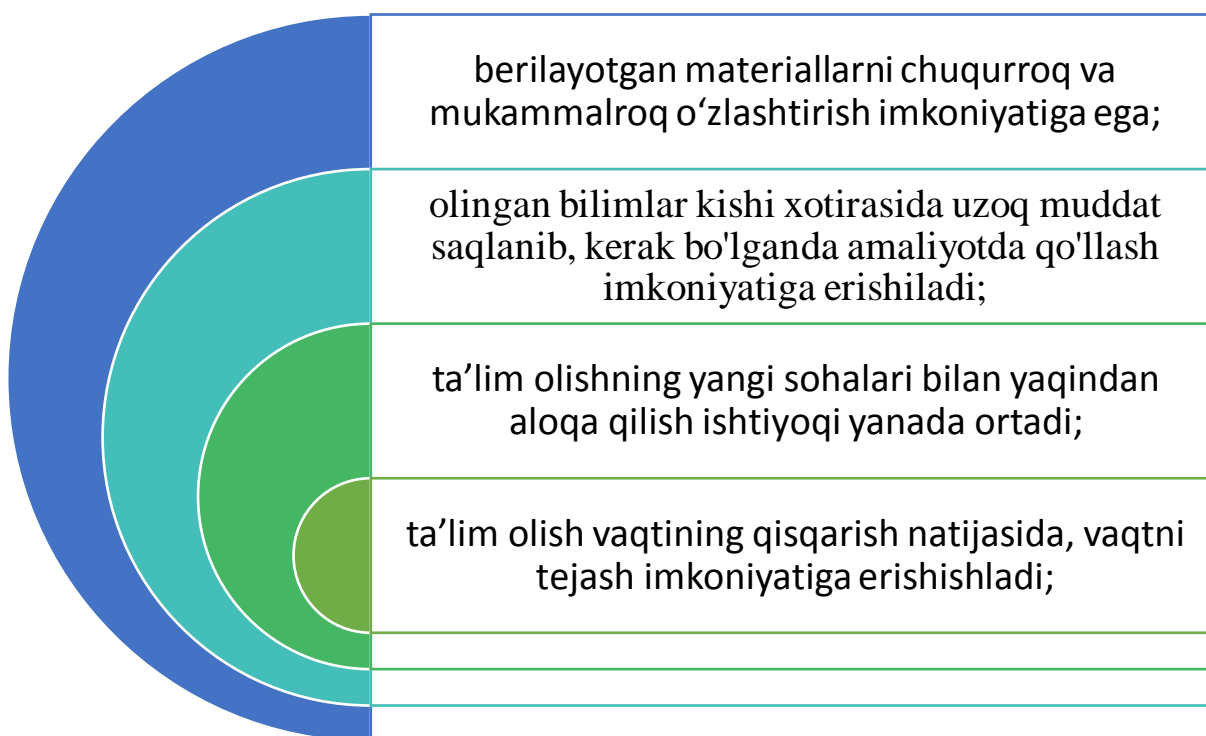 berilayotgan materiallarni chuqurroq va
mukammalroq o‘zlashtirish imkoniyatiga ega;
olingan bilimlar kishi xotirasida uzoq muddat
saqlanib, kerak bo'lganda amaliyotda qo'llash
imkoniyatiga erishiladi;
ta’lim olishning yangi sohalari bilan yaqindan
aloqa qilish ishtiyoqi yanada ortadi;
ta’lim olish vaqtining qisqarish natijasida, vaqtni
tejash imkoniyatiga erishishladi;